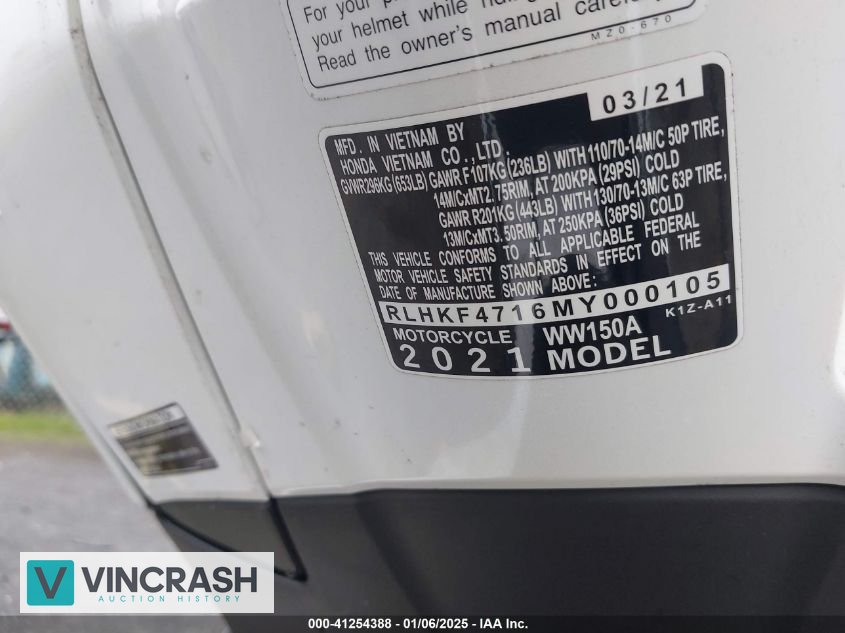 For your
your helmet while riding
Read the owner's manual carefully
MZ0-670
03/21
MFD. IN VIETNAM BY
HONDA VIETNAM CO.,LTD.
GVWR296KG (653LB) GAWR F107KG (236LB) WITH 110/70-14M/C 50P TIRE,
14M/CxMT2. 75RIM, AT 200KPA (29PSI) COLD
GAWR R201KG (443LB) WITH 130/70-13M/C 63P TIRE,
13M/CxMT3. 50RIM, AT 250KPA (36PSI) COLD
THIS VEHICLE CONFORMS TO ALL APPLICABLE FEDERAL
MOTOR VEHICLE SAFETY STANDARDS IN EFFECT ON THE
DATE OF MANUFACTURE SHOWN ABOVE:
RLHKF4716MY000105
MOTORCYCLE WW150A K1Z-A11
2021 MODEL
V VINCRASH
AUCTION HISTORY
000-41254388 - 01/06/2025 - IAA Inc.